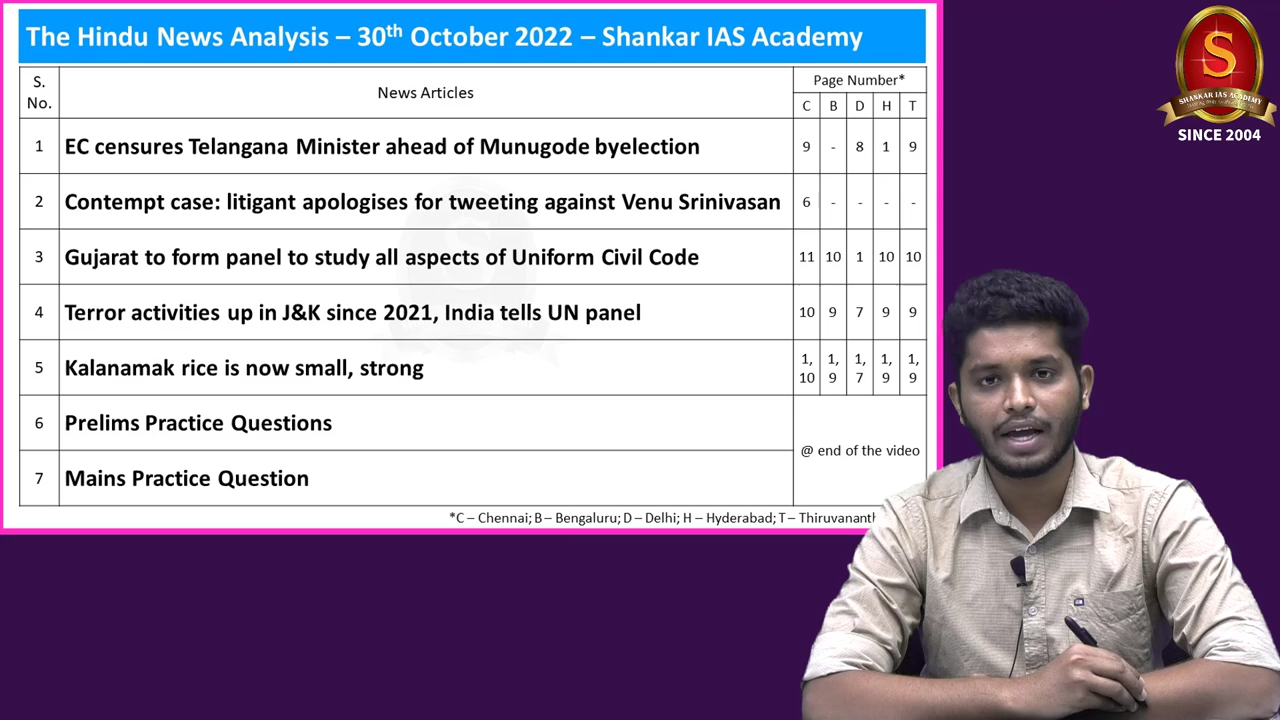 The Hindu News Analysis – 30th October 2022 – Shankar IAS Academy
S. No. News Articles Page Number*
C B D H T
1 EC censures Telangana Minister ahead of Munugode byelection 9 - 8 1 9
2 Contempt case: litigant apologises for tweeting against Venu Srinivasan 6 - - - -
3 Gujarat to form panel to study all aspects of Uniform Civil Code 11 10 1 10 10
4 Terror activities up in J&K since 2021, India tells UN panel 10 9 7 9 9
5 Kalanamak rice is now small, strong 1, 10 1, 9 1, 7 1, 9 1, 9
6 Prelims Practice Questions
@ end of the video
7 Mains Practice Question
*C – Chennai; B – Bengaluru; D – Delhi; H – Hyderabad; T – Thiruvananth
S
SHANKAR IAS ACADEMY
SINCE 2004